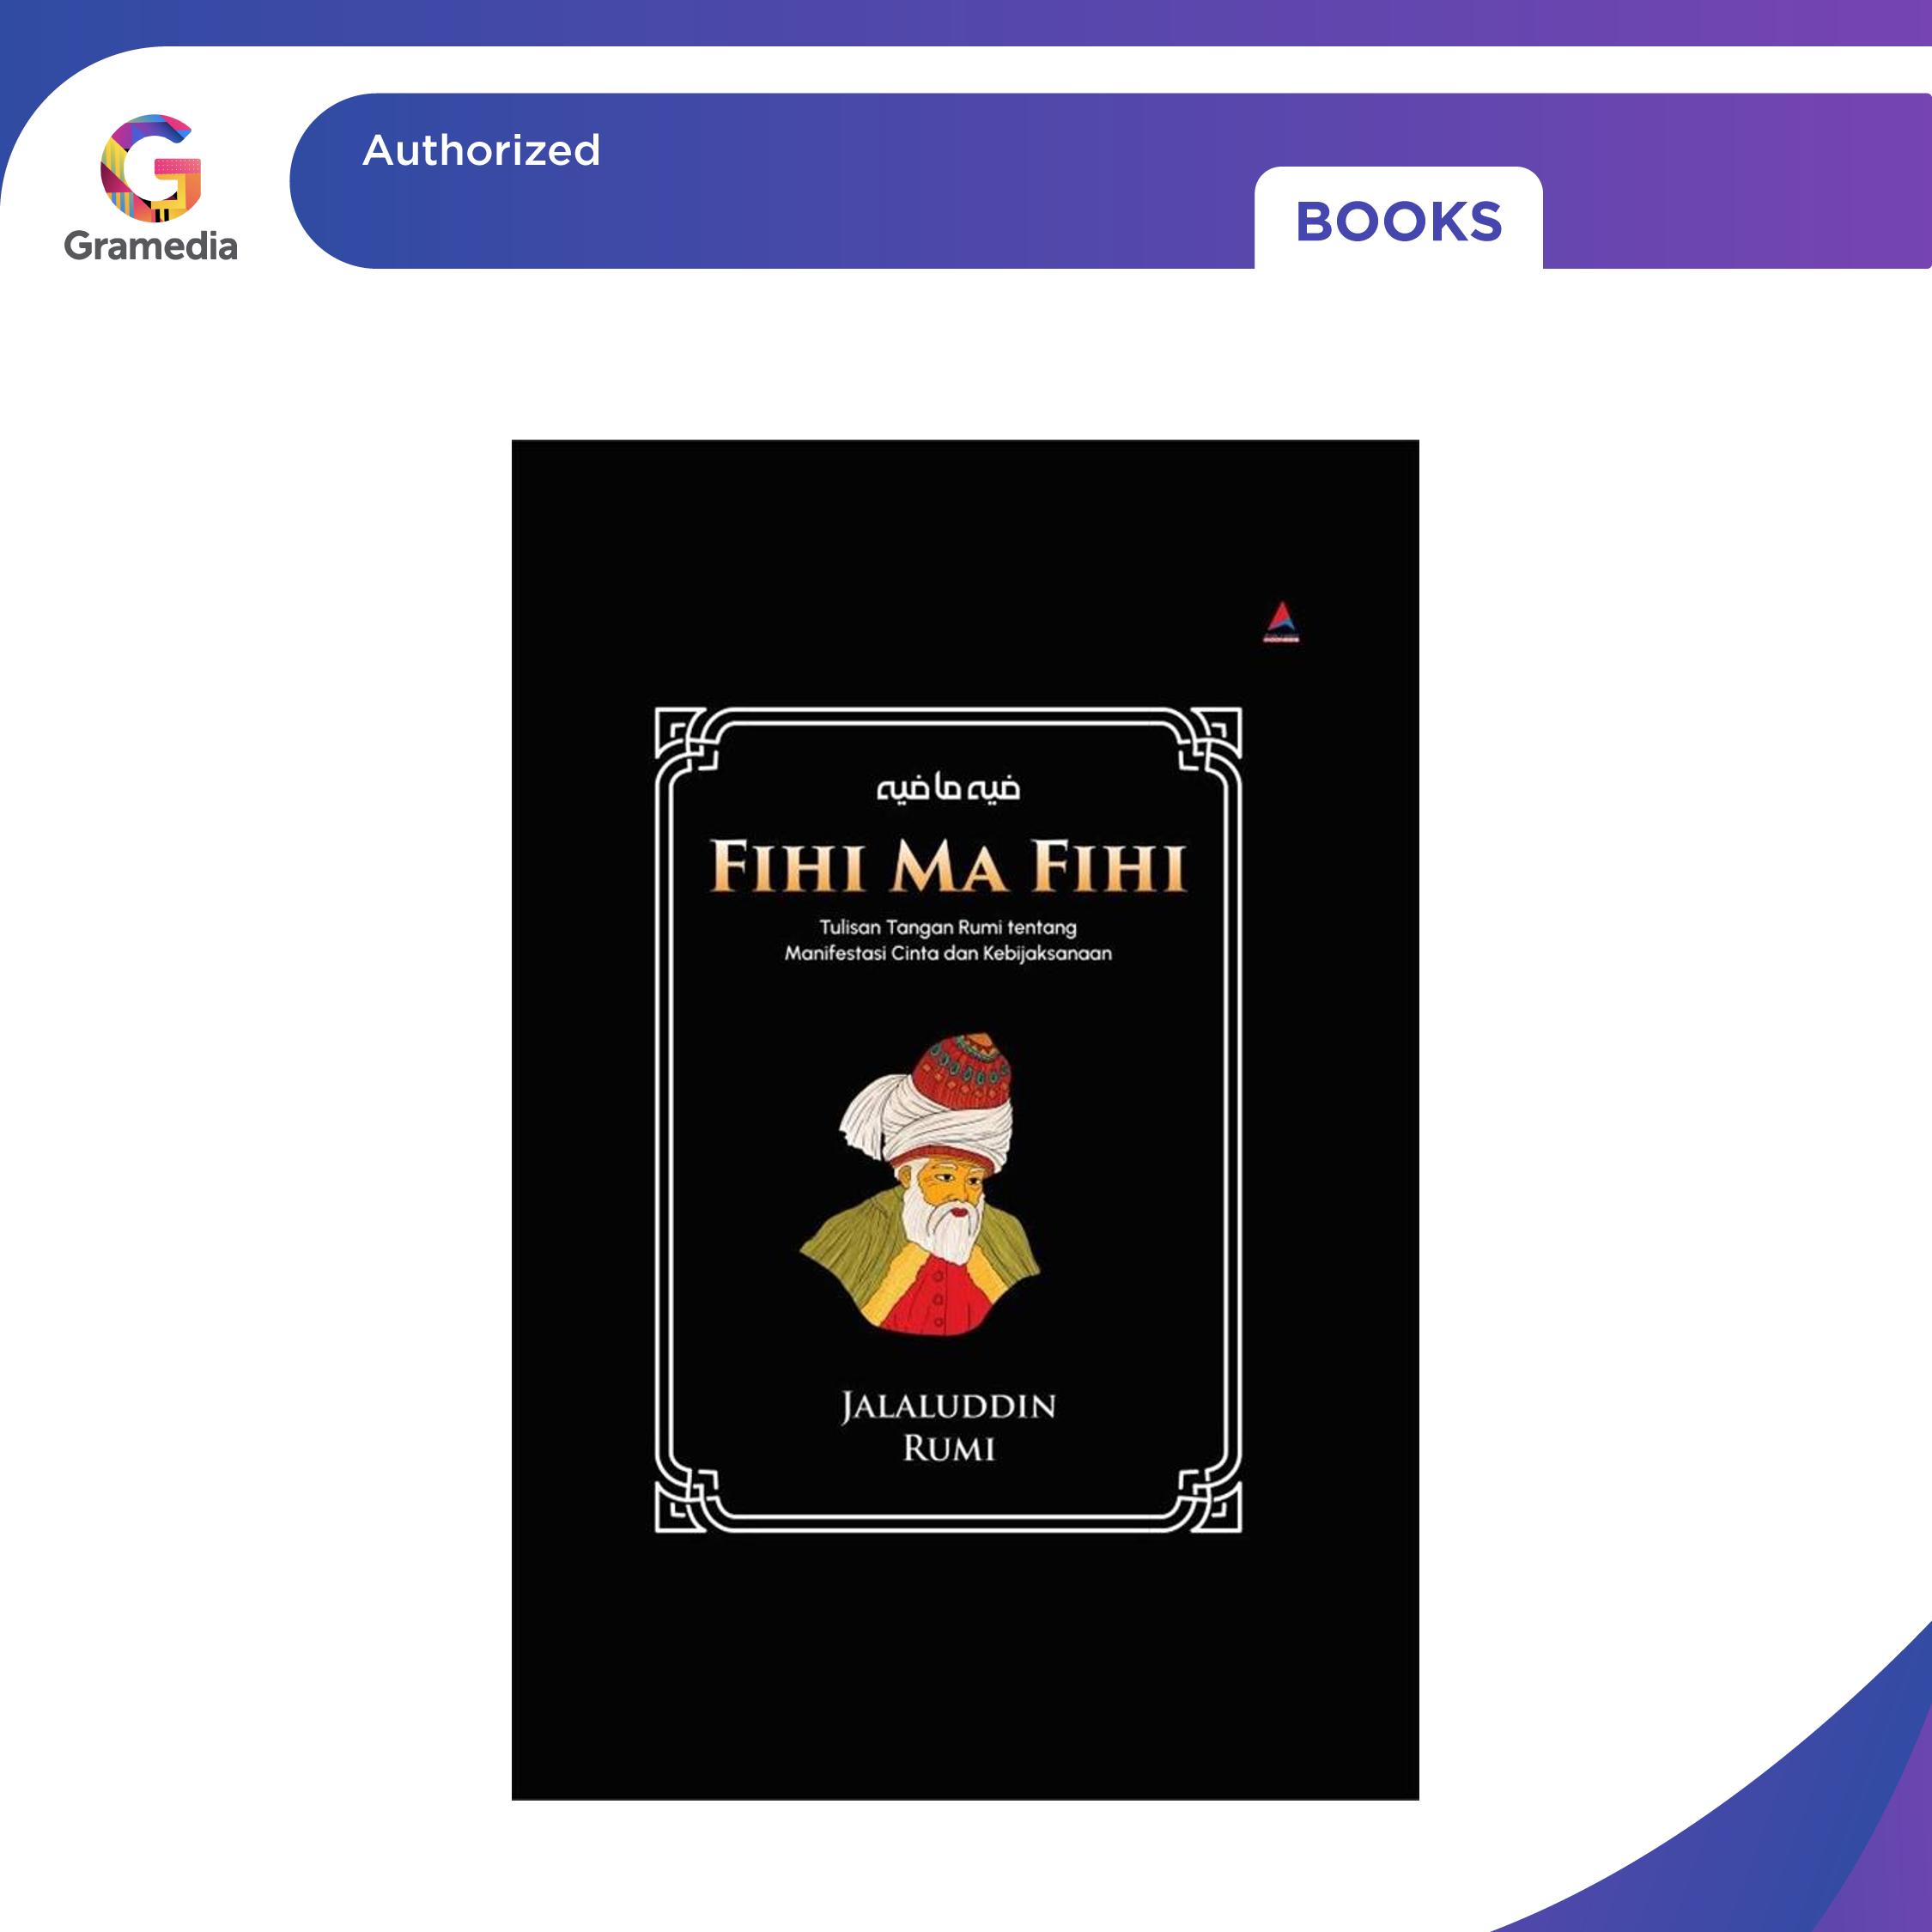 Gramedia
Authorized
BOOKS
فيه ما فيه
FIHI MA FIHI
Tulisan Tangan Rumi tentang
Manifestasi Cinta dan Kebijaksanaan
JALALUDDIN
RUMI